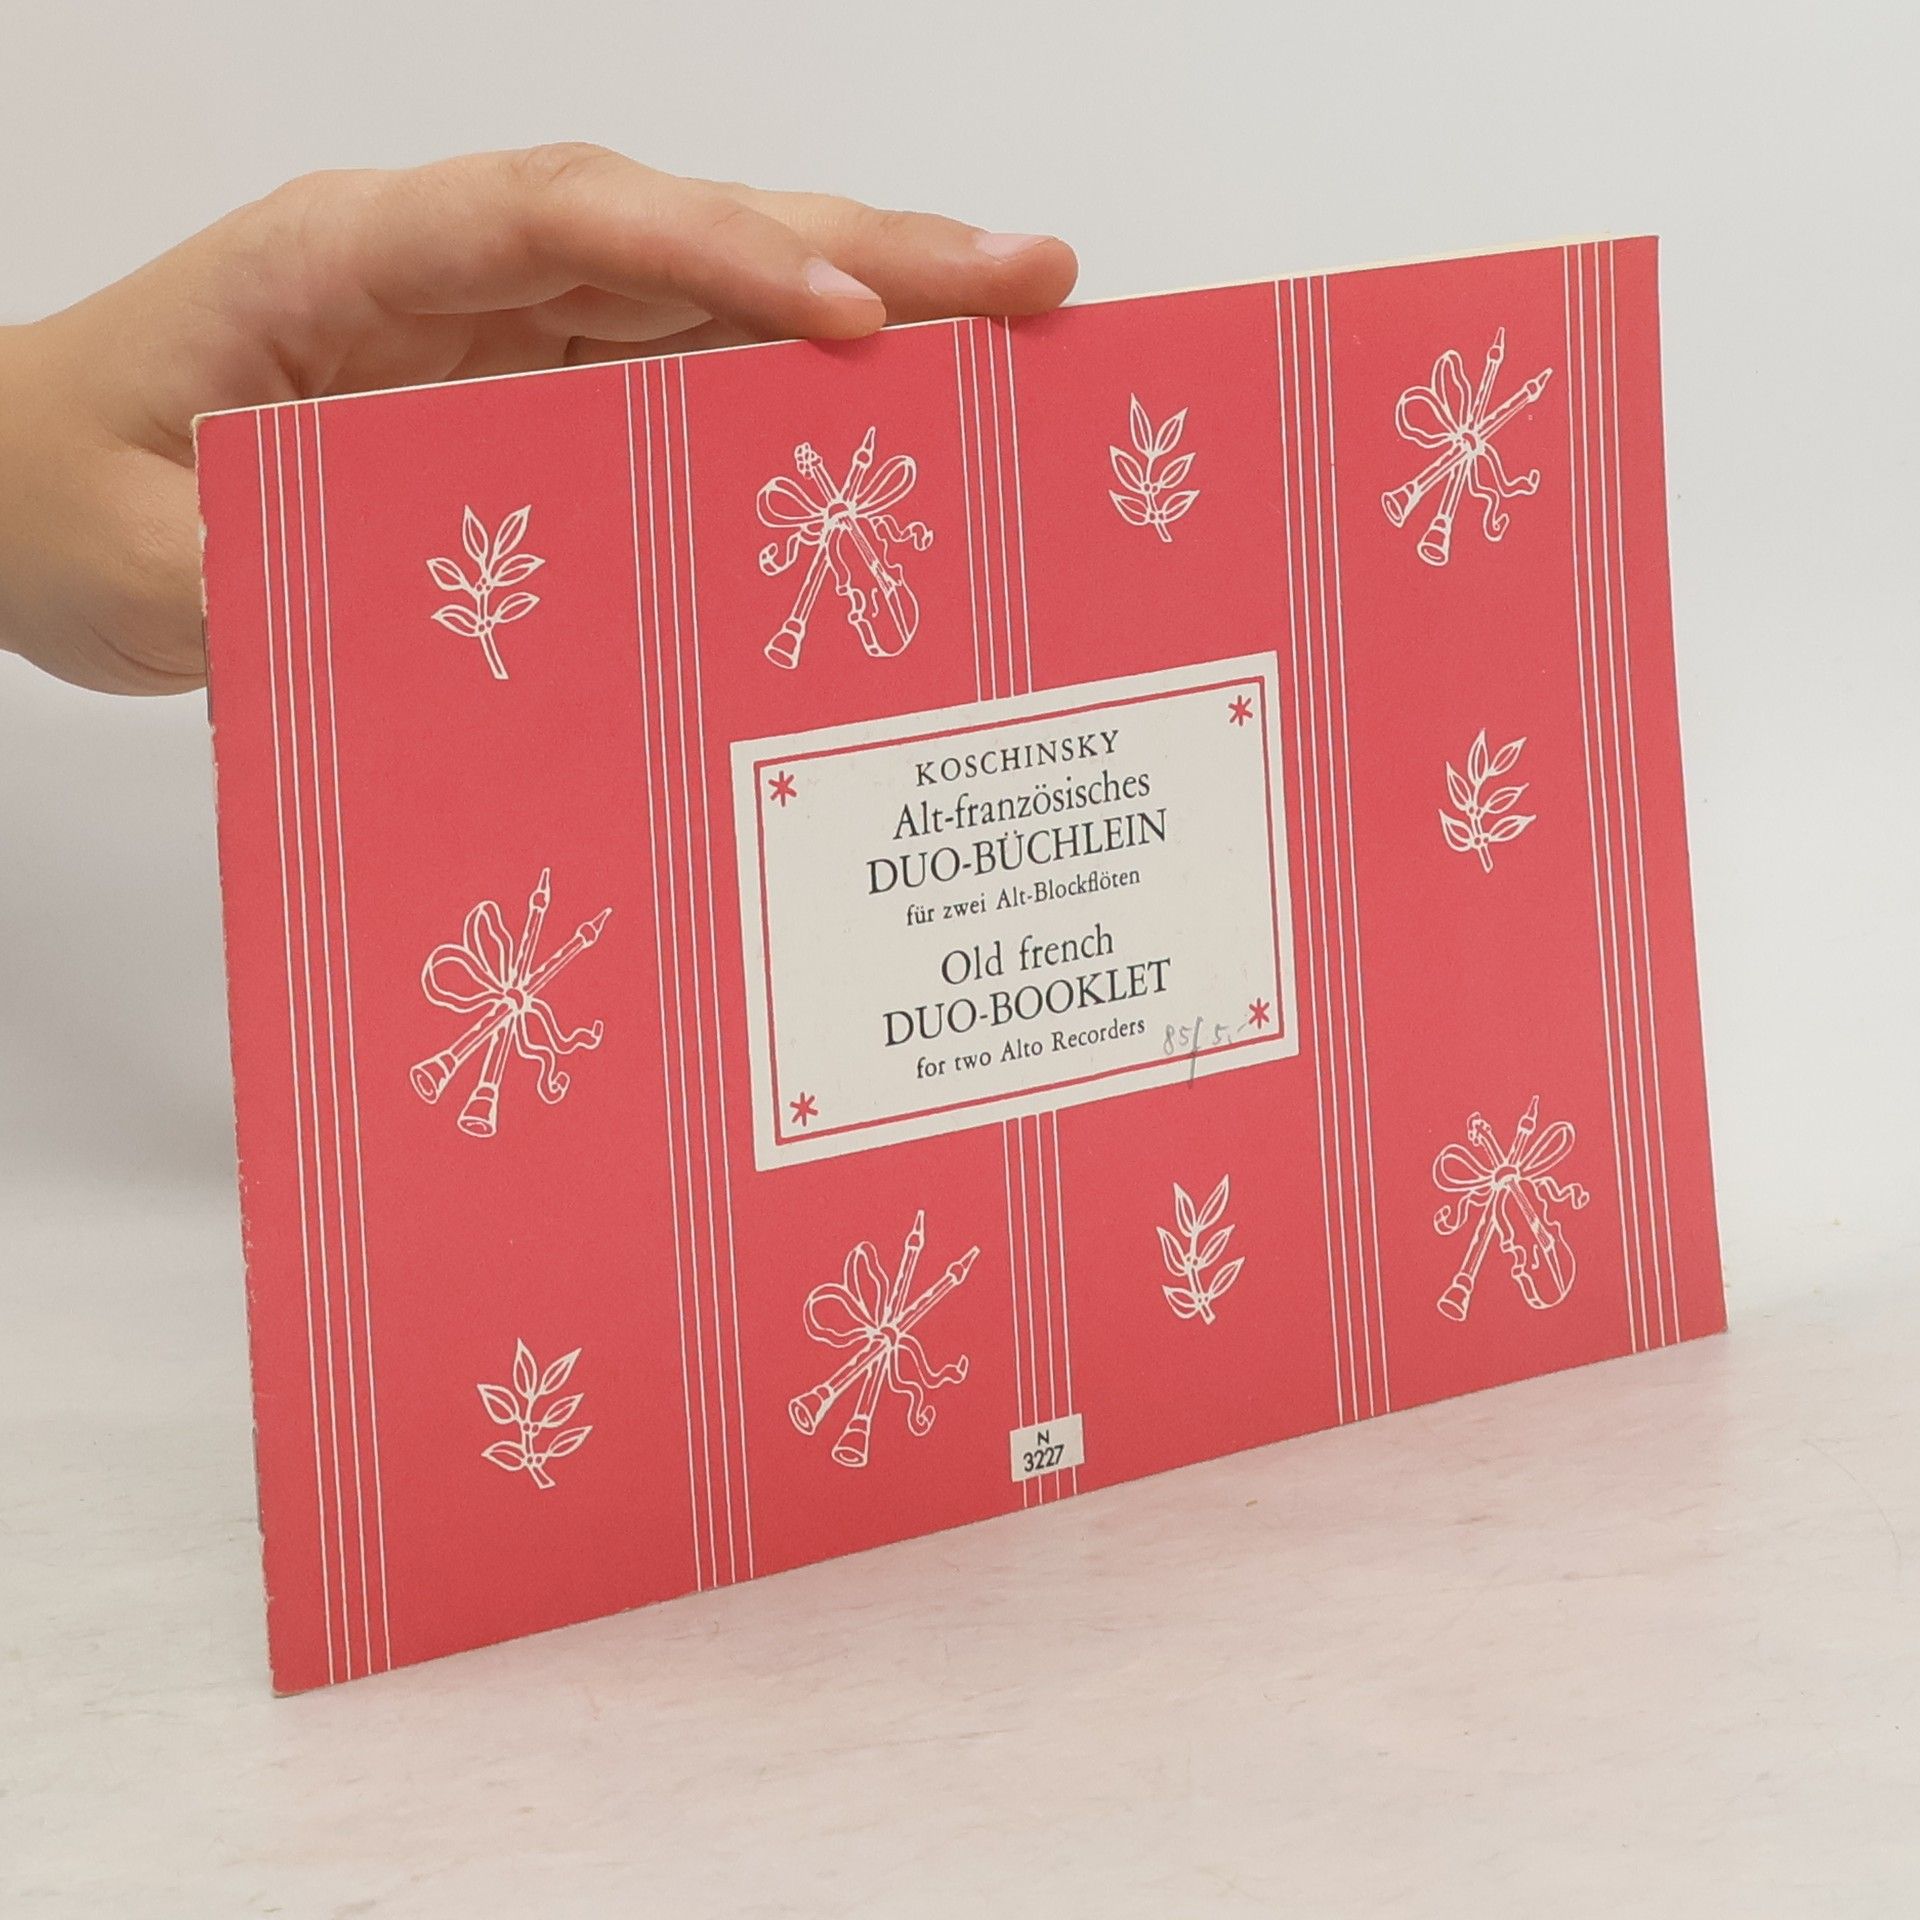 KOSCHINSKY
Alt-französisches
DUO-BÜCHLEIN
für zwei Alt-Blockflöten
Old french
DUO-BOOKLET
for two Alto Recorders
85/5.-
N
3227